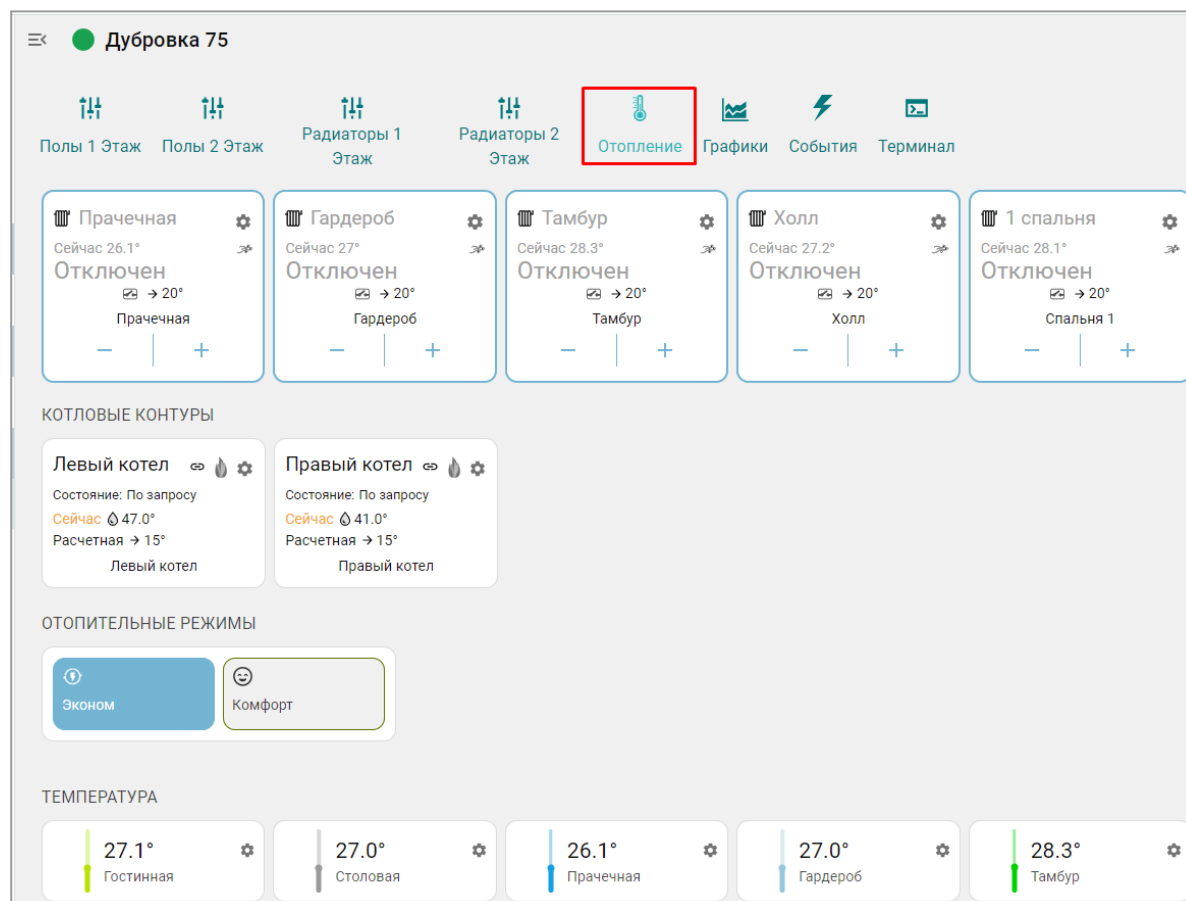 Дубровка 75
Полы 1 Этаж
Полы 2 Этаж
Радиаторы 1
Этаж
Радиаторы 2
Этаж
Отопление
Графики
События
Терминал
Прачечная
Сейчас 26.1°
Отключен
→ 20°
Прачечная
− +
Гардероб
Сейчас 27°
Отключен
→ 20°
Гардероб
− +
Тамбур
Сейчас 28.3°
Отключен
→ 20°
Тамбур
− +
Холл
Сейчас 27.2°
Отключен
→ 20°
Холл
− +
1 спальня
Сейчас 28.1°
Отключен
→ 20°
Спальня 1
− +
КОТЛОВЫЕ КОНТУРЫ
Левый котел
Состояние: По запросу
Сейчас 47.0°
Расчетная → 15°
Левый котел
Правый котел
Состояние: По запросу
Сейчас 41.0°
Расчетная → 15°
Правый котел
ОТОПИТЕЛЬНЫЕ РЕЖИМЫ
Эконом
Комфорт
ТЕМПЕРАТУРА
27.1°
Гостинная
27.0°
Столовая
26.1°
Прачечная
27.0°
Гардероб
28.3°
Тамбур